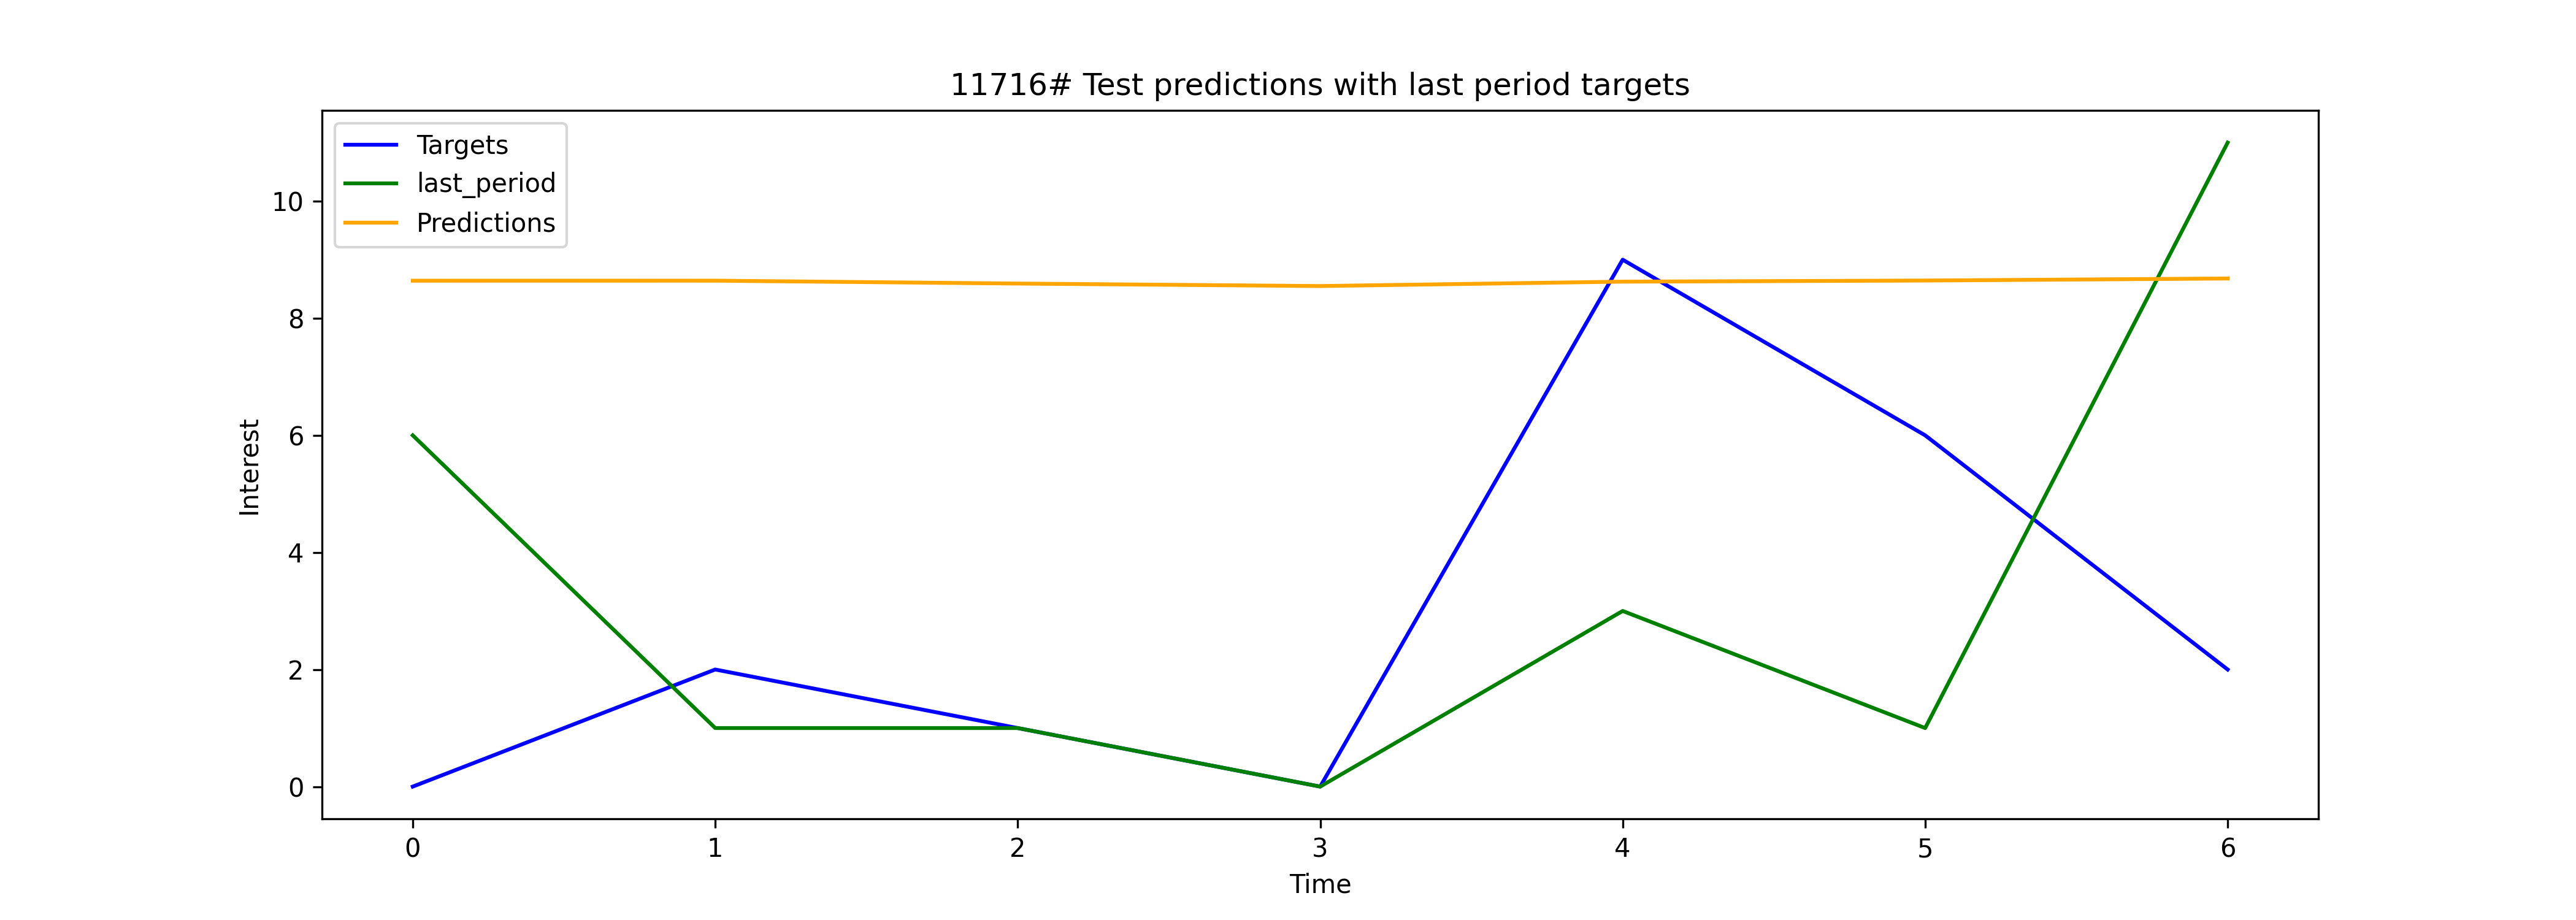 11716# Test predictions with last period targets
Targets
last_period
Predictions
10
8
6
4
2
0
Interest
0 1 2 3 4 5 6
Time